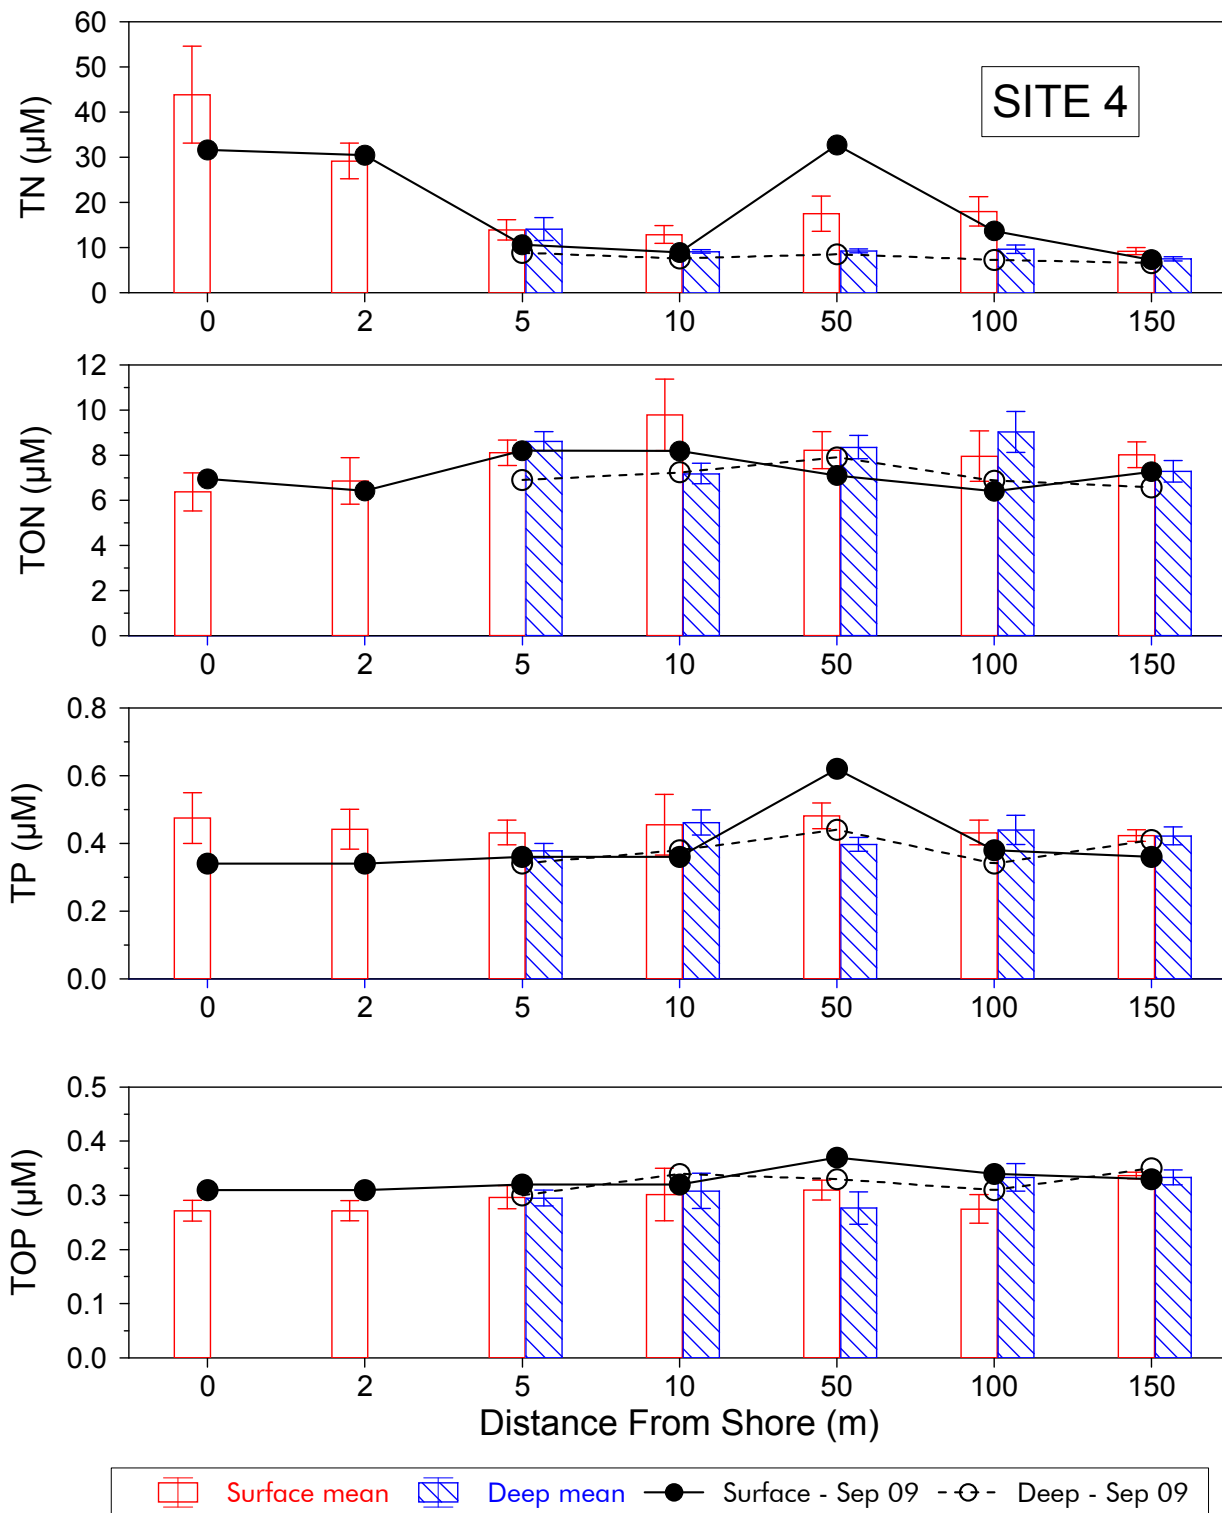 60
50
40
30
20
10
0
TN (µM)
SITE 4
0 2 5 10 50 100 150
12
10
8
6
4
2
0
TON (µM)
0 2 5 10 50 100 150
0.8
0.6
0.4
0.2
0.0
TP (µM)
0 2 5 10 50 100 150
0.5
0.4
0.3
0.2
0.1
0.0
TOP (µM)
0 2 5 10 50 100 150
Distance From Shore (m)
Surface mean Deep mean Surface - Sep 09 Deep - Sep 09